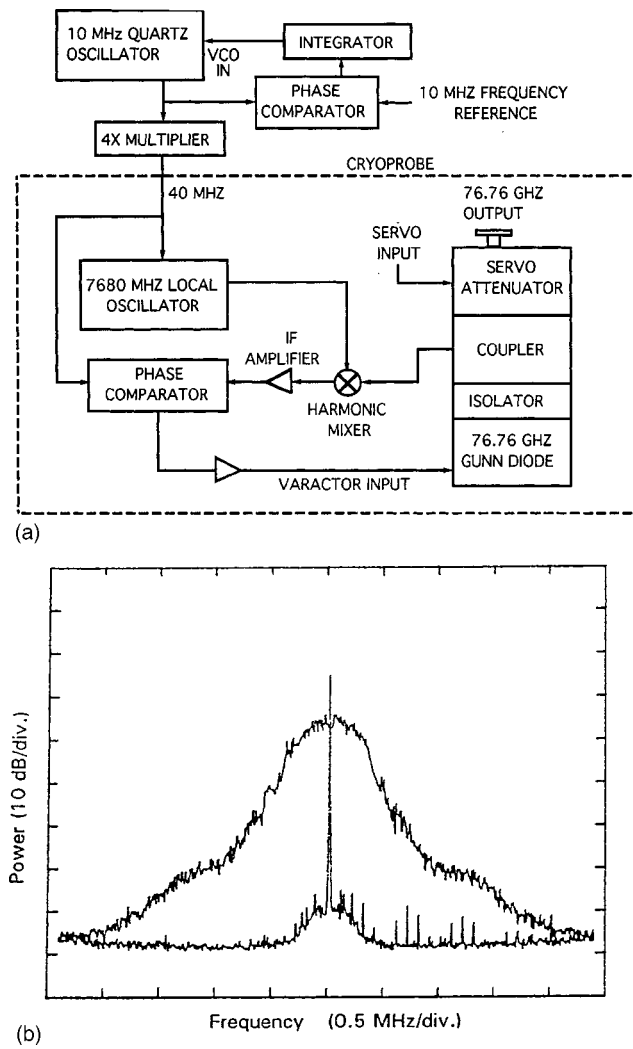 10 MHz QUARTZ
OSCILLATOR
VCO
IN
INTEGRATOR
PHASE
COMPARATOR
10 MHZ FREQUENCY
REFERENCE
4X MULTIPLIER
CRYOPROBE
40 MHZ
76.76 GHZ
OUTPUT
SERVO
INPUT
SERVO
ATTENUATOR
7680 MHZ LOCAL
OSCILLATOR
IF
AMPLIFIER
COUPLER
PHASE
COMPARATOR
HARMONIC
MIXER
ISOLATOR
76.76 GHZ
GUNN DIODE
VARACTOR INPUT
(a)
Power (10 dB/div.)
Frequency (0.5 MHz/div.)
(b)